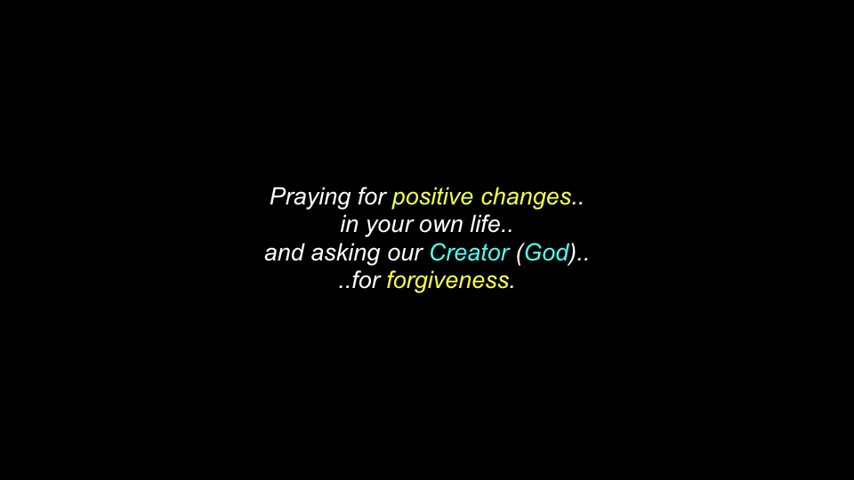 Praying for positive changes..
in your own life..
and asking our Creator (God)..
..for forgiveness.